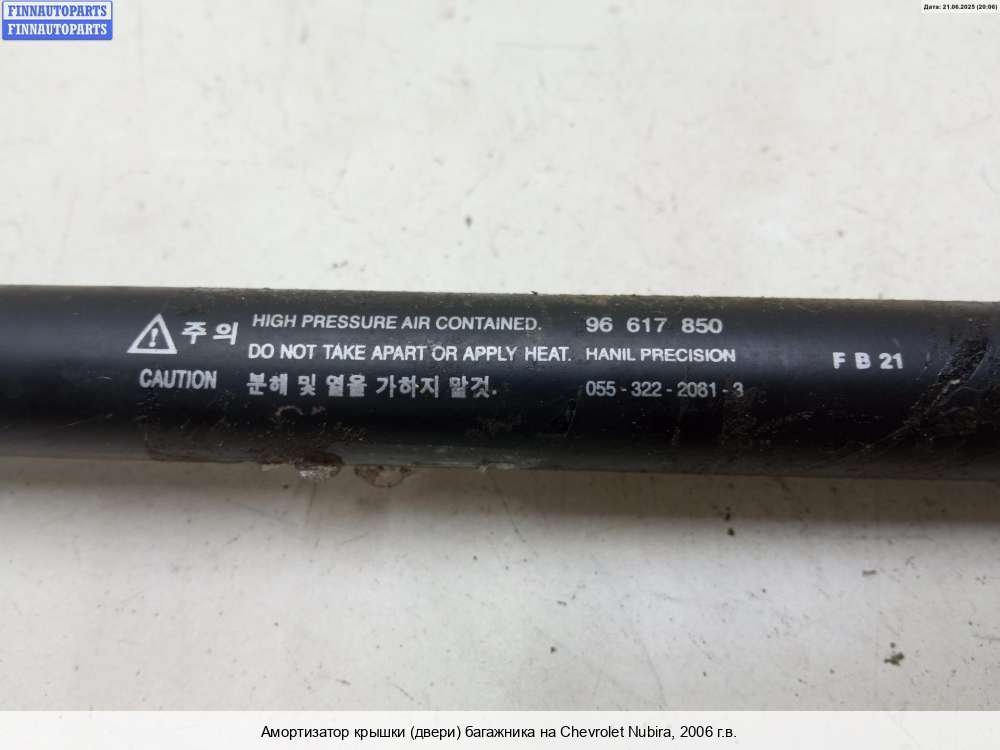 FINNAUTOPARTS
FINNAUTOPARTS
Дата: 21.06.2025 (20:06)
주의
CAUTION
HIGH PRESSURE AIR CONTAINED.
DO NOT TAKE APART OR APPLY HEAT.
분해 및 열을 가하지 말것.
96 617 850
HANIL PRECISION
055-322-2061-3
F B 21
Амортизатор крышки (двери) багажника на Chevrolet Nubira, 2006 г.в.